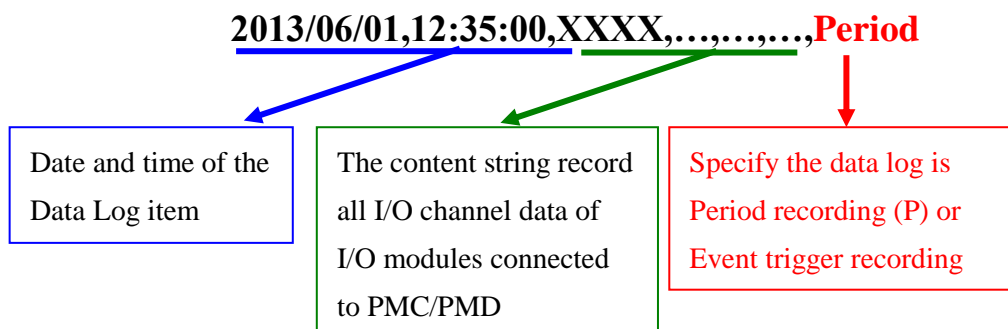 2013/06/01,12:35:00,XXXX,…,…,…,Period
Date and time of the
Data Log item
The content string record
all I/O channel data of
I/O modules connected
to PMC/PMD
Specify the data log is
Period recording (P) or
Event trigger recording